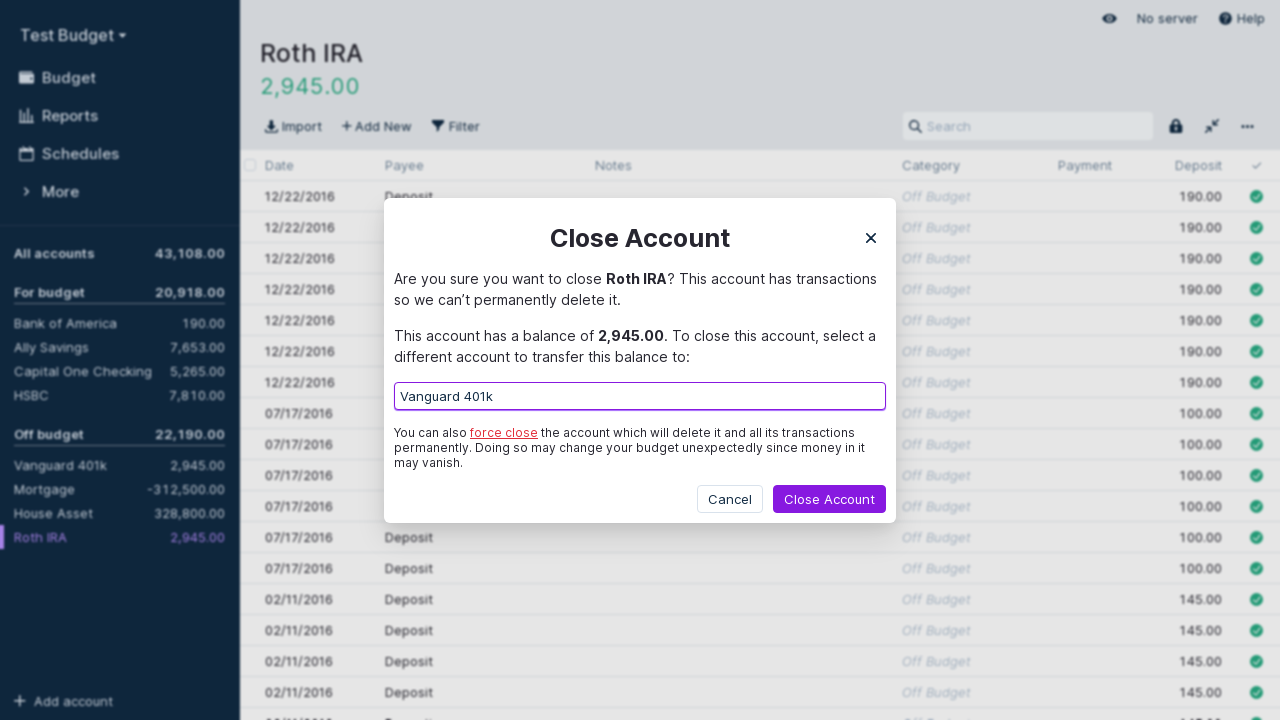 Test Budget
Budget
Reports
Schedules
More
All accounts 43,108.00
For budget 20,918.00
Bank of America 190.00
Ally Savings 7,653.00
Capital One Checking 5,265.00
HSBC 7,810.00
Off budget 22,190.00
Vanguard 401k 2,945.00
Mortgage -312,500.00
House Asset 328,800.00
Roth IRA 2,945.00
Add account
No server Help
Roth IRA
2,945.00
Import Add New Filter Search
Date Payee Notes Category Payment Deposit
12/22/2016 Deposit Off Budget 190.00
12/22/2016 Off Budget 190.00
12/22/2016 Off Budget 190.00
12/22/2016 Off Budget 190.00
12/22/2016 Off Budget 190.00
12/22/2016 Off Budget 190.00
12/22/2016 Off Budget 190.00
07/17/2016 Off Budget 100.00
07/17/2016 Off Budget 100.00
07/17/2016 Off Budget 100.00
07/17/2016 Off Budget 100.00
07/17/2016 Deposit Off Budget 100.00
07/17/2016 Deposit Off Budget 100.00
02/11/2016 Deposit Off Budget 145.00
02/11/2016 Deposit Off Budget 145.00
02/11/2016 Deposit Off Budget 145.00
02/11/2016 Deposit Off Budget 145.00
Close Account
Are you sure you want to close Roth IRA? This account has transactions
so we can’t permanently delete it.
This account has a balance of 2,945.00. To close this account, select a
different account to transfer this balance to:
Vanguard 401k
You can also force close the account which will delete it and all its transactions
permanently. Doing so may change your budget unexpectedly since money in it
may vanish.
Cancel Close Account